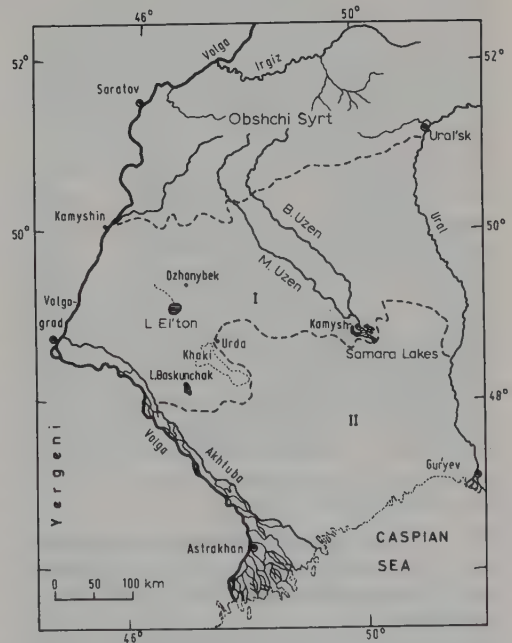 46°
50°
52°
52°
Volga
Irgiz
Saratov
Obshchi Syrt
Ural'sk
Kamyshin
50°
50°
Ural
B. Uzen
M. Uzen
Dzhanybek
I
L El'ton
Volgo-
grad
Kamysh
Samara Lakes
Urda
Khaki
L.Baskunchak
48°
II
Yergeni
Volga
Akhtuba
Gur'yev
Astrakhan
CASPIAN
SEA
0 50 100 km
46°
50°